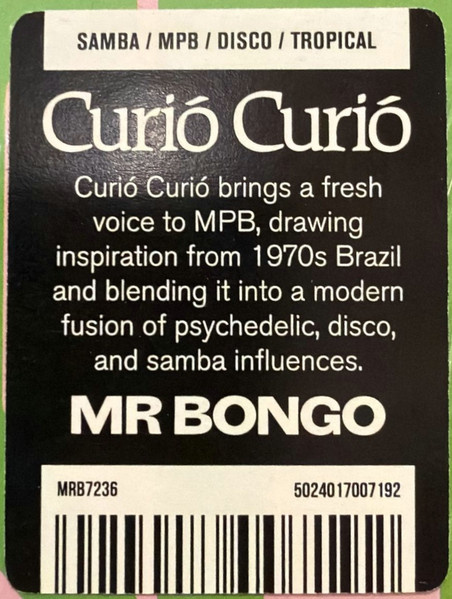 SAMBA / MPB / DISCO / TROPICAL
Curió Curió
Curió Curió brings a fresh
voice to MPB, drawing
inspiration from 1970s Brazil
and blending it into a modern
fusion of psychedelic, disco,
and samba influences.
MR BONGO
MRB7236 5024017007192